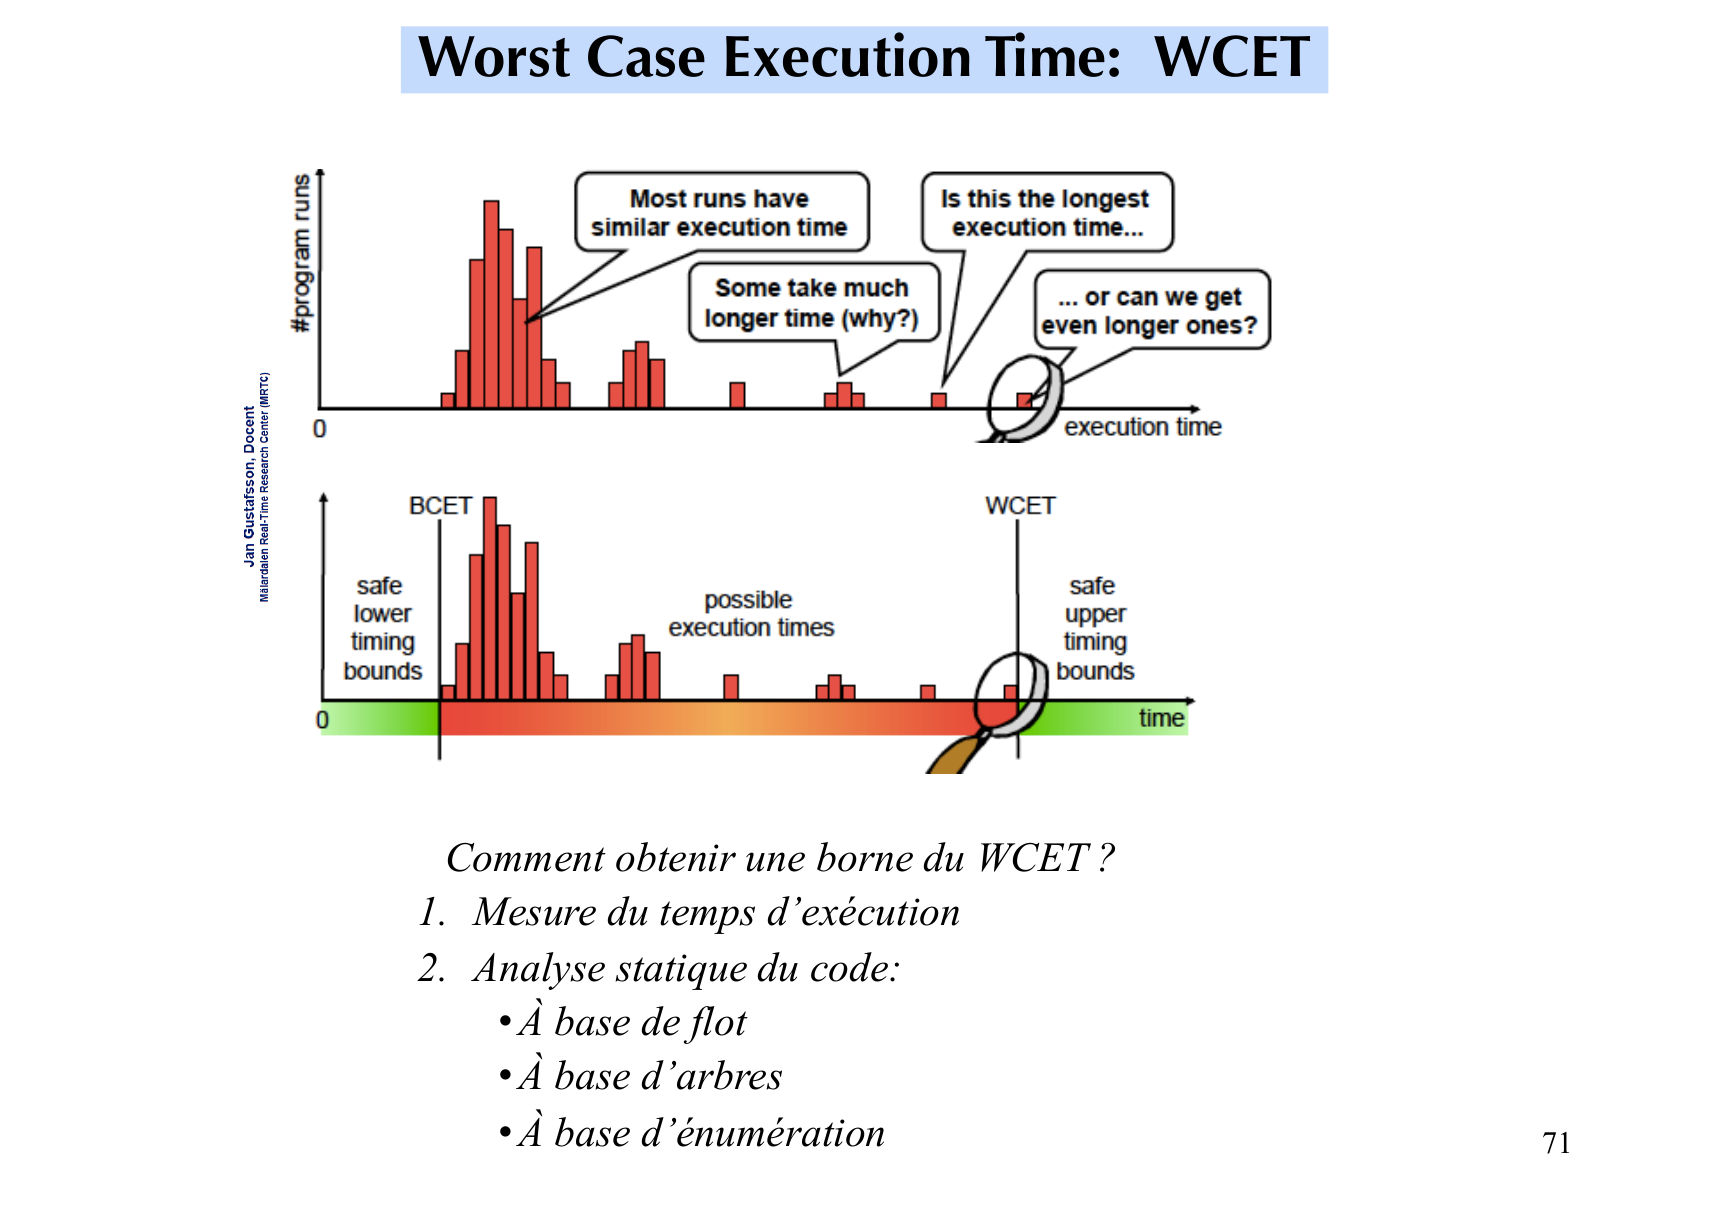 Worst Case Execution Time: WCET
#program runs
Most runs have
similar execution time
Is this the longest
execution time...
Some take much
longer time (why?)
... or can we get
even longer ones?
0
execution time
Jan Gustafsson, Docent
Mälardalen Real-Time Research Center (MRTC)
BCET
WCET
safe
lower
timing
bounds
possible
execution times
safe
upper
timing
bounds
0
time
Comment obtenir une borne du WCET ?
1. Mesure du temps d’exécution
2. Analyse statique du code:
• À base de flot
• À base d’arbres
• À base d’énumération
71